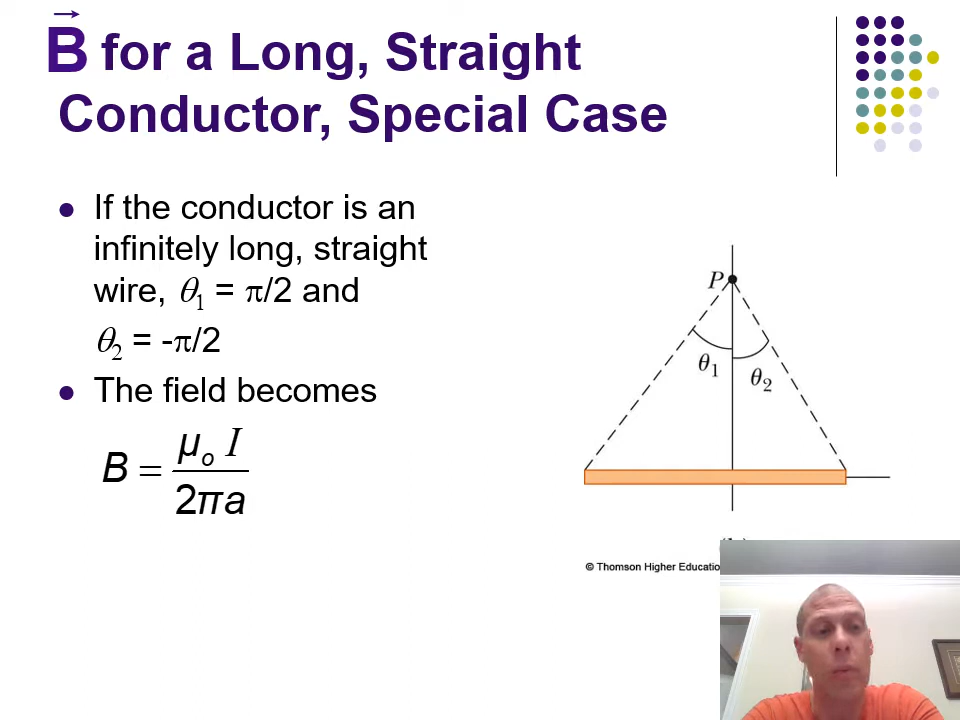 B for a Long, Straight
Conductor, Special Case
If the conductor is an
infinitely long, straight
wire, θ1 = π/2 and
θ2 = -π/2
The field becomes
B = μo I / 2πa
P
θ1
θ2
© Thomson Higher